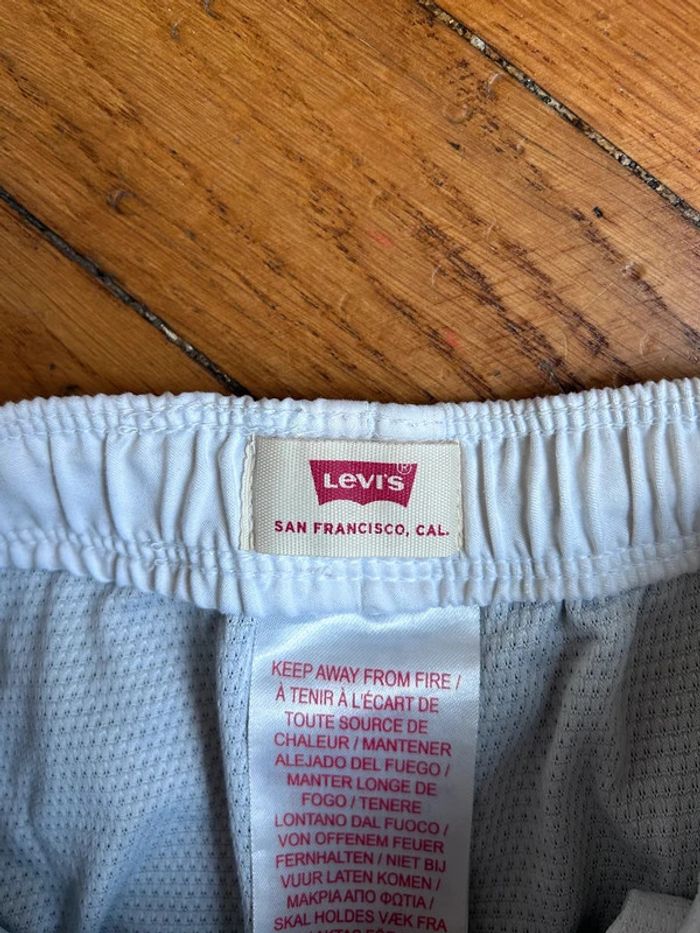 Levi's®
SAN FRANCISCO, CAL.
KEEP AWAY FROM FIRE /
À TENIR À L'ÉCART DE
TOUTE SOURCE DE
CHALEUR / MANTENER
ALEJADO DEL FUEGO /
MANTER LONGE DE
FOGO / TENERE
LONTANO DAL FUOCO /
VON OFFENEM FEUER
FERNHALTEN / NIET BIJ
VUUR LATEN KOMEN /
ΜΑΚΡΙΑ ΑΠΟ ΦΩΤΙΑ /
SKAL HOLDES VÆK FRA